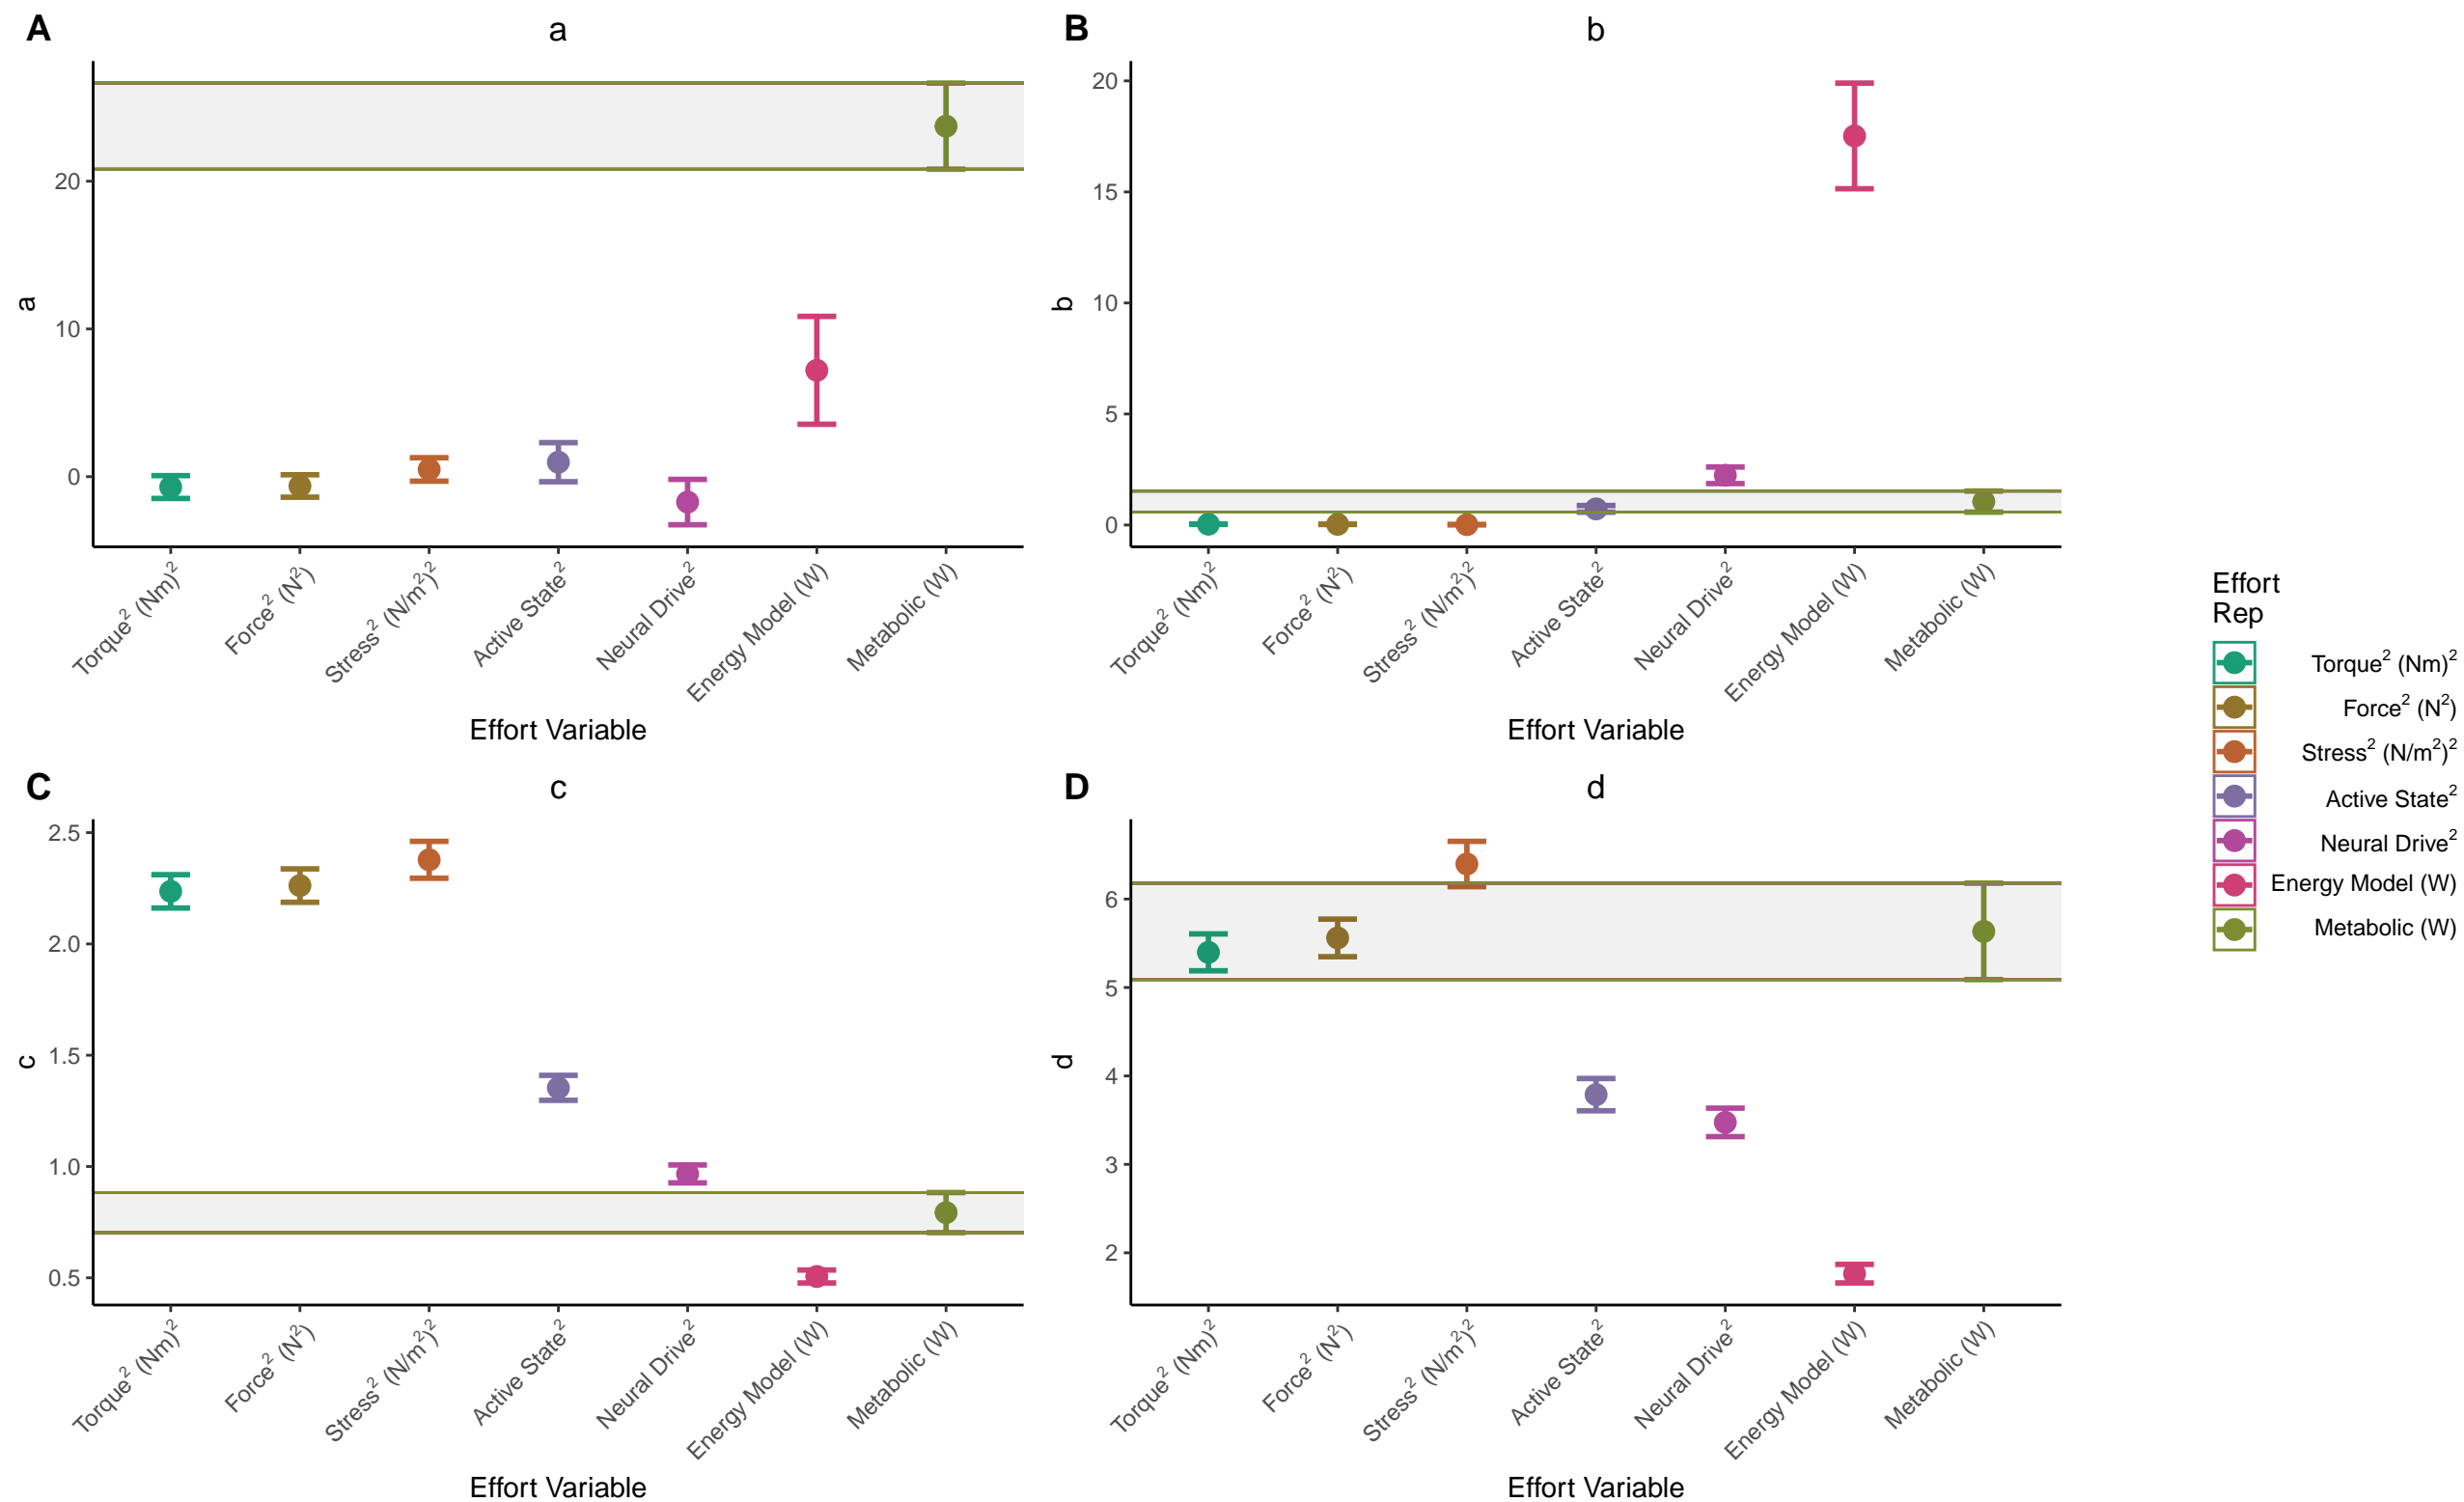 A
a
a
20
10
0
Torque² (Nm)²
Force² (N²)
Stress² (N/m²)²
Active State²
Neural Drive²
Energy Model (W)
Metabolic (W)
Effort Variable
B
b
b
20
15
10
5
0
Torque² (Nm)²
Force² (N²)
Stress² (N/m²)²
Active State²
Neural Drive²
Energy Model (W)
Metabolic (W)
Effort Variable
C
c
c
2.5
2.0
1.5
1.0
0.5
Torque² (Nm)²
Force² (N²)
Stress² (N/m²)²
Active State²
Neural Drive²
Energy Model (W)
Metabolic (W)
Effort Variable
D
d
d
6
5
4
3
2
Torque² (Nm)²
Force² (N²)
Stress² (N/m²)²
Active State²
Neural Drive²
Energy Model (W)
Metabolic (W)
Effort Variable
Effort
Rep
Torque² (Nm)²
Force² (N²)
Stress² (N/m²)²
Active State²
Neural Drive²
Energy Model (W)
Metabolic (W)